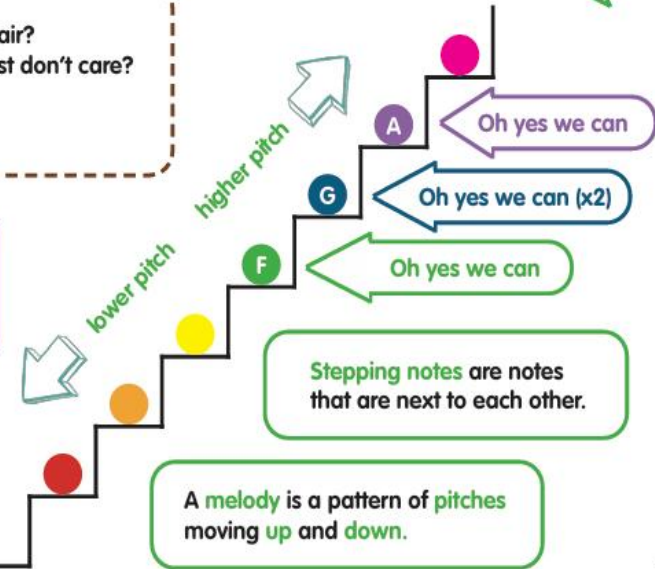 air?
st don't care?
higher pitch
lower pitch
A
Oh yes we can
G
Oh yes we can (x2)
F
Oh yes we can
Stepping notes are notes
that are next to each other.
A melody is a pattern of pitches
moving up and down.